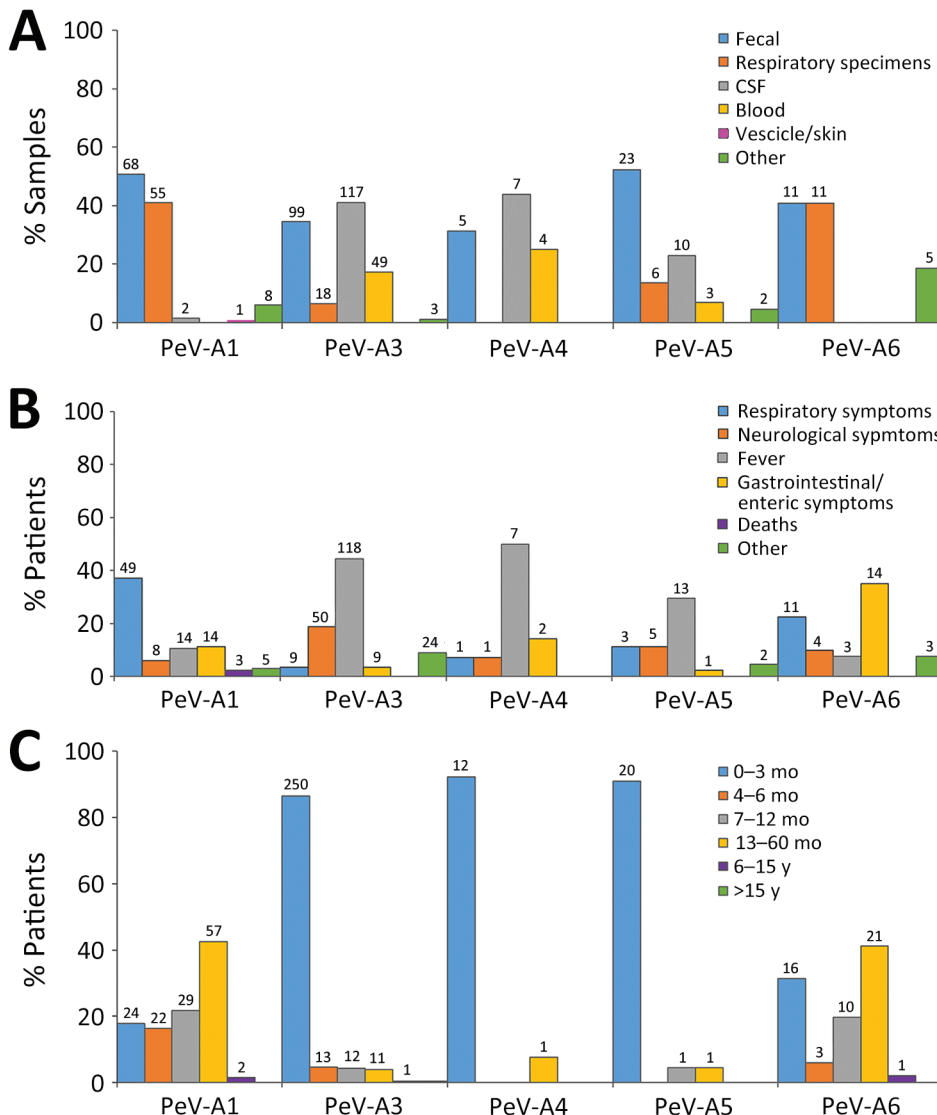 A
100
80
60
40
20
0
% Samples
Fecal
Respiratory specimens
CSF
Blood
Vescicle/skin
Other
68 55 2 1 8
99 18 117 49 3
5 7 4
23 6 10 3 2
11 11 5
PeV-A1 PeV-A3 PeV-A4 PeV-A5 PeV-A6
B
100
80
60
40
20
0
% Patients
Respiratory symptoms
Neurological sypmtoms
Fever
Gastrointestinal/
enteric symptoms
Deaths
Other
49 8 14 14 3 5
9 50 118 9 24
1 1 7 2
3 5 13 1 2
11 4 3 14 3
PeV-A1 PeV-A3 PeV-A4 PeV-A5 PeV-A6
C
100
80
60
40
20
0
% Patients
0–3 mo
4–6 mo
7–12 mo
13–60 mo
6–15 y
>15 y
24 22 29 57 2
250 13 12 11 1
12 1
20 1 1
16 3 10 21 1
PeV-A1 PeV-A3 PeV-A4 PeV-A5 PeV-A6